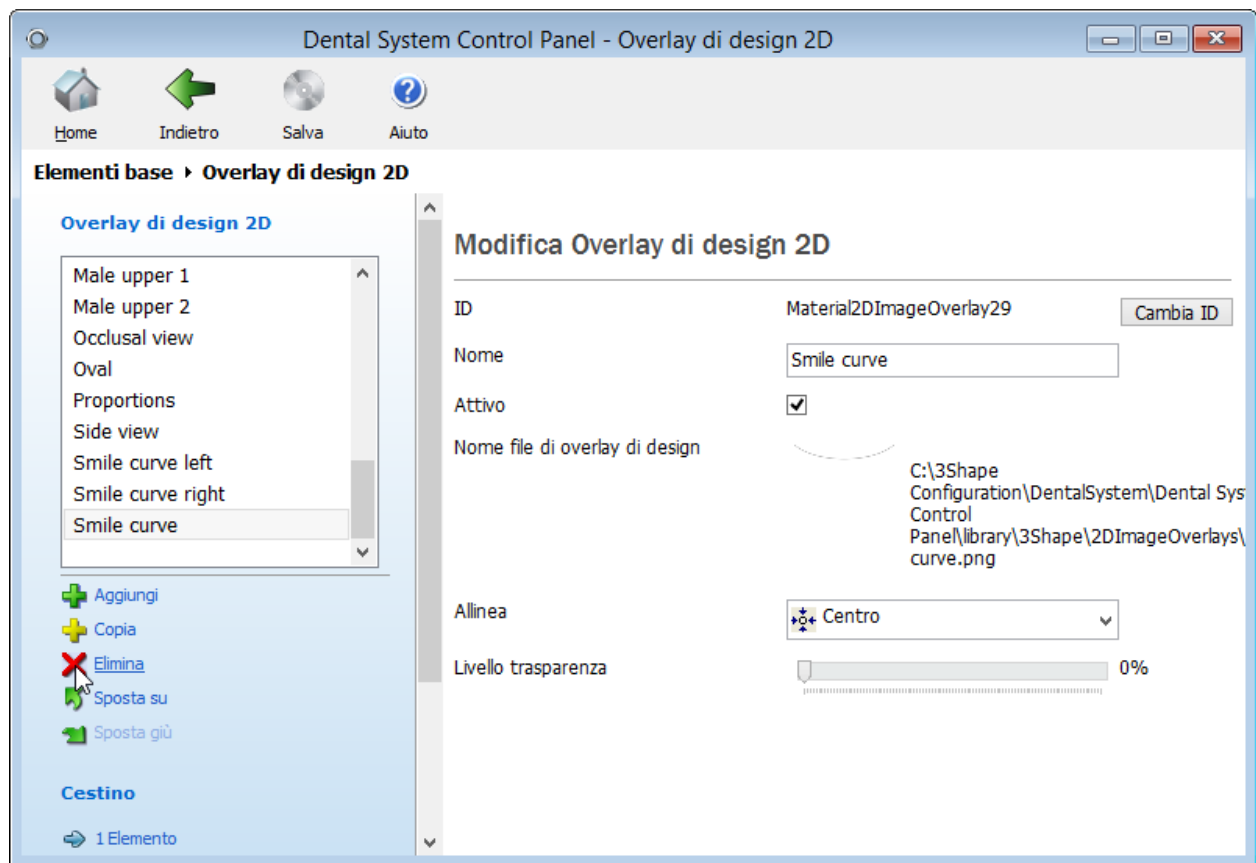 Dental System Control Panel - Overlay di design 2D
Home
Indietro
Salva
Aiuto
Elementi base ▸ Overlay di design 2D
Overlay di design 2D
Male upper 1
Male upper 2
Occlusal view
Oval
Proportions
Side view
Smile curve left
Smile curve right
Smile curve
Aggiungi
Copia
Elimina
Sposta su
Sposta giù
Cestino
1 Elemento
Modifica Overlay di design 2D
ID
Material2DImageOverlay29
Cambia ID
Nome
Smile curve
Attivo
Nome file di overlay di design
C:\3Shape
Configuration\DentalSystem\Dental Sys
Control
Panel\library\3Shape\2DImageOverlays\
curve.png
Allinea
Centro
Livello trasparenza
0%